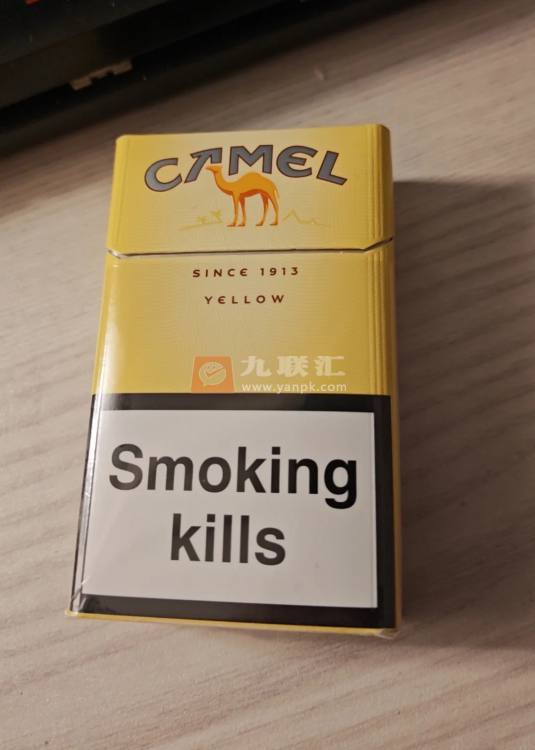 CAMEL
SINCE 1913
YELLOW
九联汇
www.yanpk.com
Smoking
kills